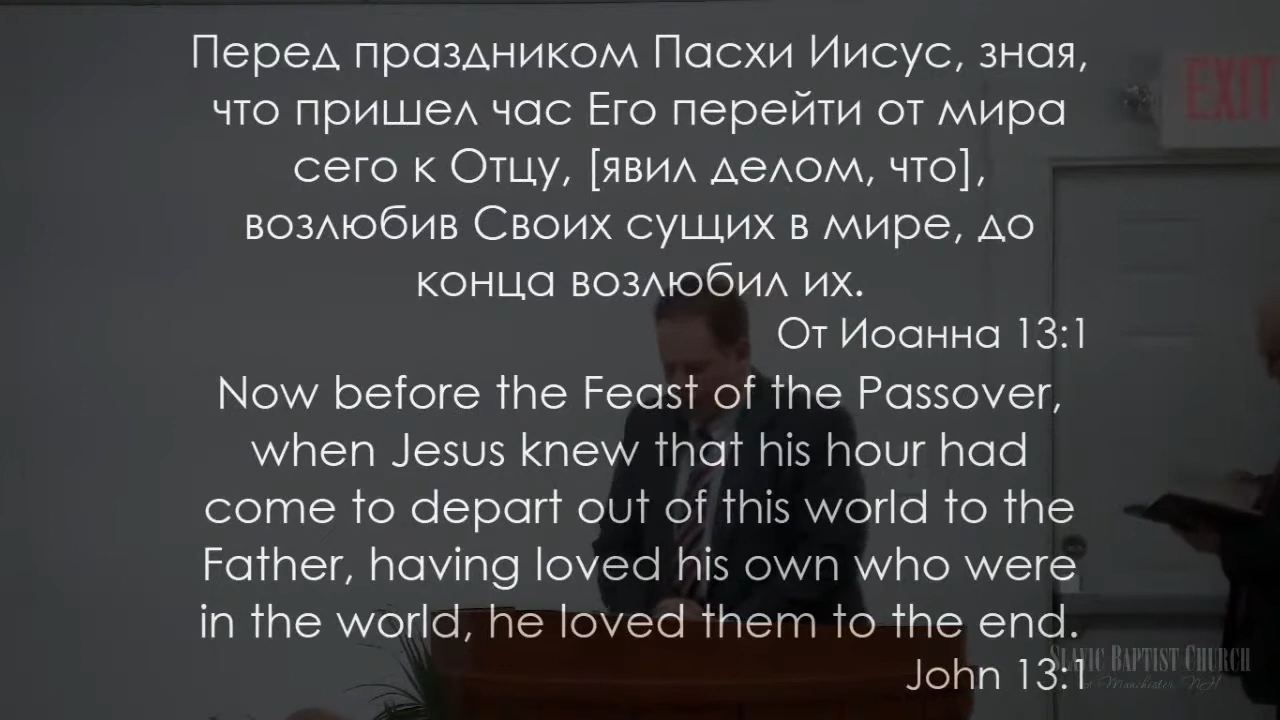 Перед праздником Пасхи Иисус, зная,
что пришел час Его перейти от мира
сего к Отцу, [явил делом, что],
возлюбив Своих сущих в мире, до
конца возлюбил их.
От Иоанна 13:1
Now before the Feast of the Passover,
when Jesus knew that his hour had
come to depart out of this world to the
Father, having loved his own who were
in the world, he loved them to the end.
John 13:1
EXIT
Slavic Baptist Church
of Manchester, NH